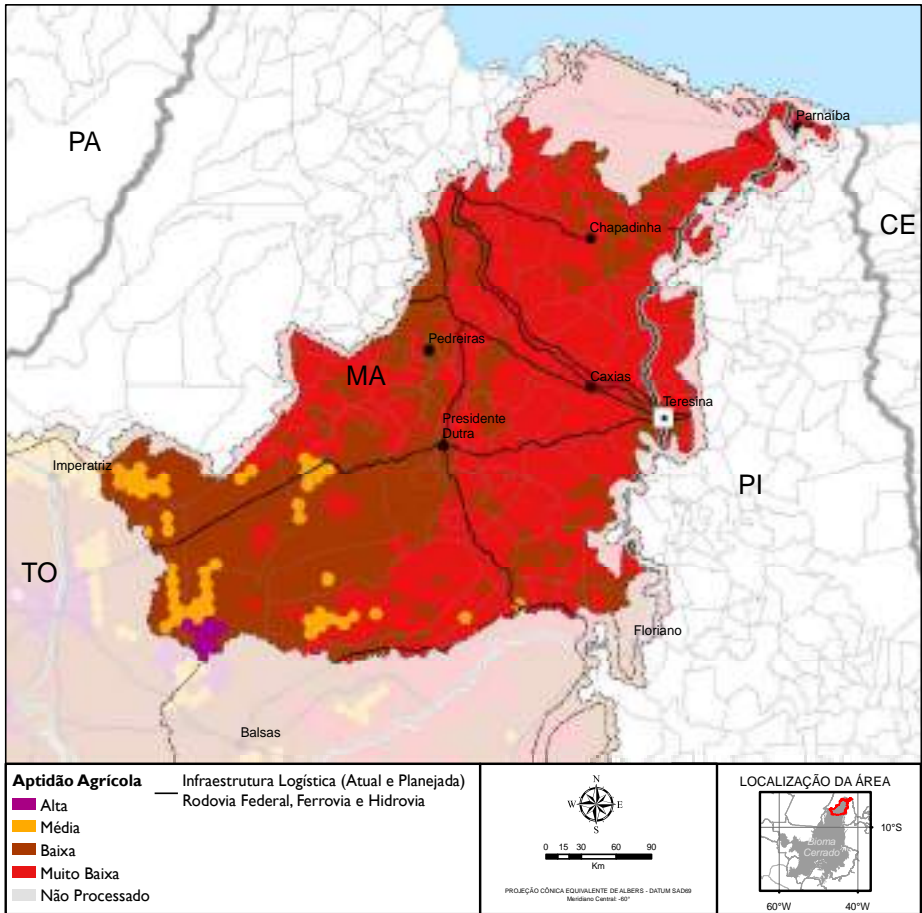 Parnaíba
PA
CE
Chapadinha
Pedreiras
MA
Caxias
Teresina
Presidente
Dutra
Imperatriz
PI
TO
Floriano
Balsas
Aptidão Agrícola
Alta
Média
Baixa
Muito Baixa
Não Processado
Infraestrutura Logística (Atual e Planejada)
Rodovia Federal, Ferrovia e Hidrovia
N
W E
S
0 15 30 60 90
Km
PROJEÇÃO CÔNICA EQUIVALENTE DE ALBERS - DATUM SAD69
Meridiano Central: -60°
LOCALIZAÇÃO DA ÁREA
10°S
Bioma
Cerrado
60°W 40°W